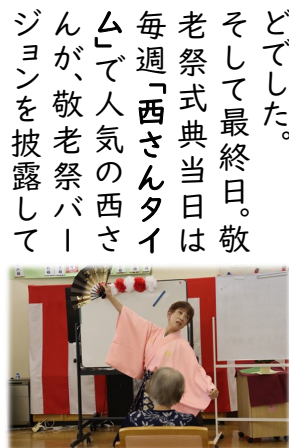 どでした。
そして最終日。敬
老祭式典当日は
毎週「西さんタイ
ム」で人気の西さ
んが、敬老祭バー
ジョンを披露して